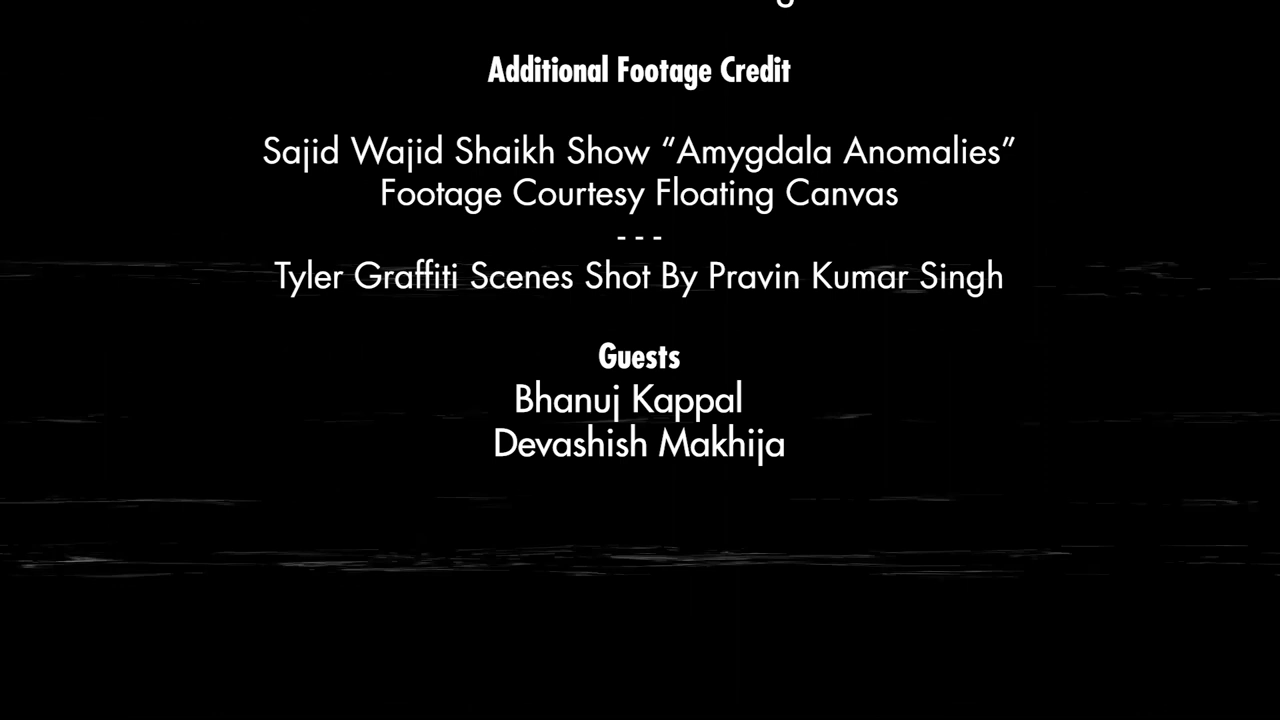 Additional Footage Credit
Sajid Wajid Shaikh Show “Amygdala Anomalies”
Footage Courtesy Floating Canvas
- - -
Tyler Graffiti Scenes Shot By Pravin Kumar Singh
Guests
Bhanuj Kappal
Devashish Makhija